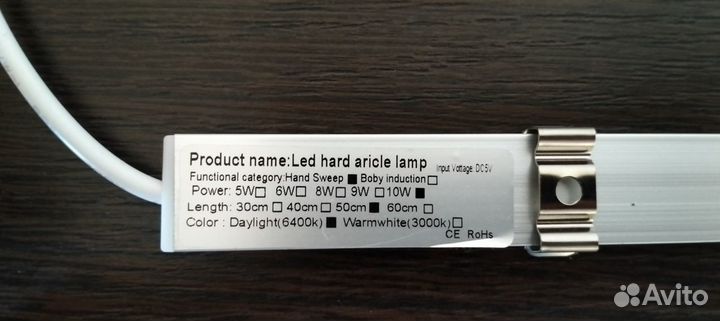 Product name:Led hard aricle lamp
Input Voltage: DC5V
Functional category:Hand Sweep■ Boby induction□
Power: 5W□ 6W□ 8W□ 9W□ 10W■
Length: 30cm□ 40cm□ 50cm■ 60cm□
Color : Daylight(6400k)■ Warmwhite(3000k)□
CE RoHs
Avito